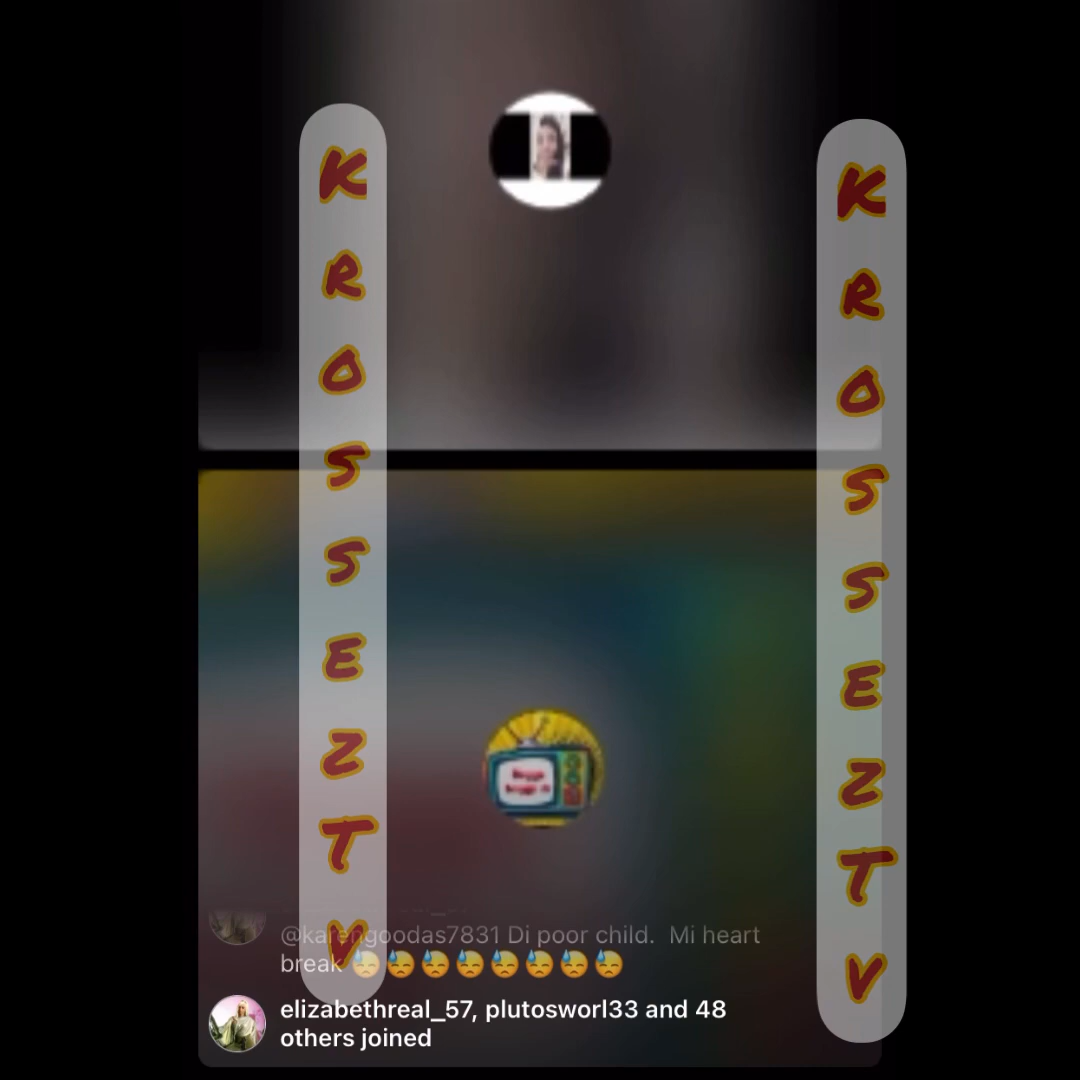 KROSSEZTV
KROSSEZTV
@karengoodas7831 Di poor child.  Mi heart
break 😓😓😓😓😓😓😓😓
elizabethreal_57, plutosworl33 and 48
others joined